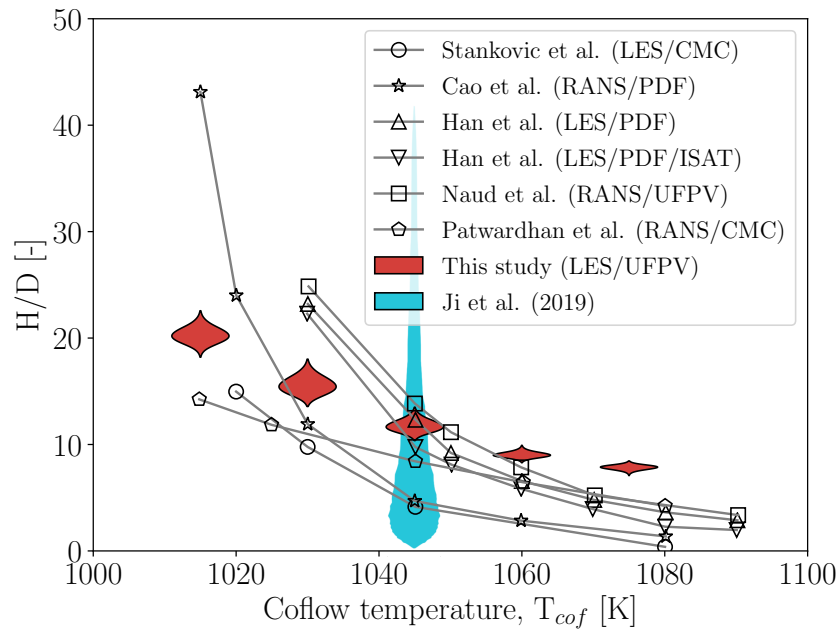 50
40
30
20
10
0
H/D [-]
Stankovic et al. (LES/CMC)
Cao et al. (RANS/PDF)
Han et al. (LES/PDF)
Han et al. (LES/PDF/ISAT)
Naud et al. (RANS/UFPV)
Patwardhan et al. (RANS/CMC)
This study (LES/UFPV)
Ji et al. (2019)
1000 1020 1040 1060 1080 1100
Coflow temperature, T_cof [K]